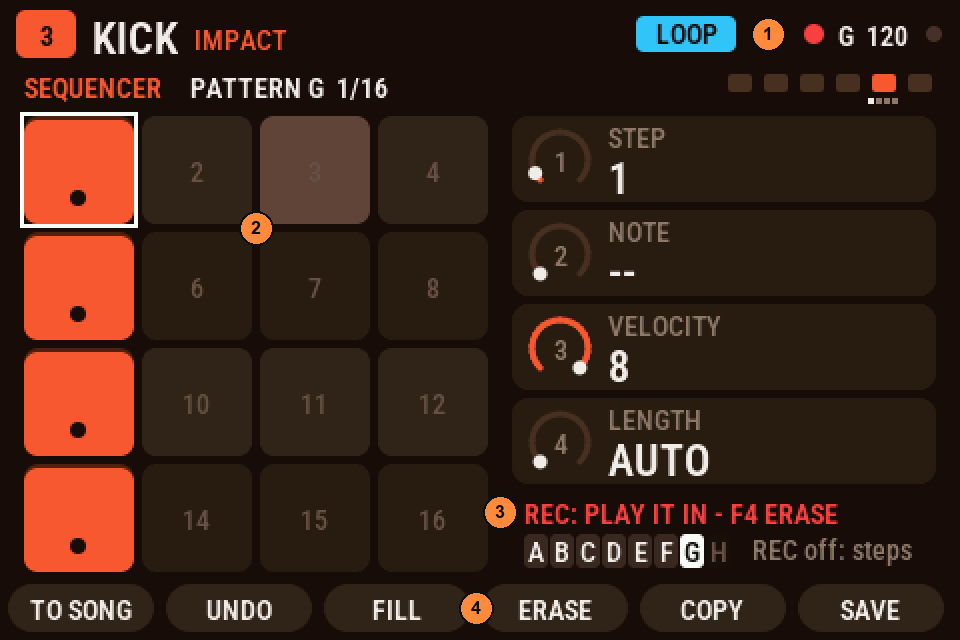 3 KICK IMPACT LOOP 1 G 120
SEQUENCER PATTERN G 1/16
2 3 4
2
6 7 8
10 11 12
14 15 16
1 STEP
1
2 NOTE
--
3 VELOCITY
8
4 LENGTH
AUTO
3 REC: PLAY IT IN - F4 ERASE
A B C D E F G H REC off: steps
TO SONG UNDO FILL 4 ERASE COPY SAVE